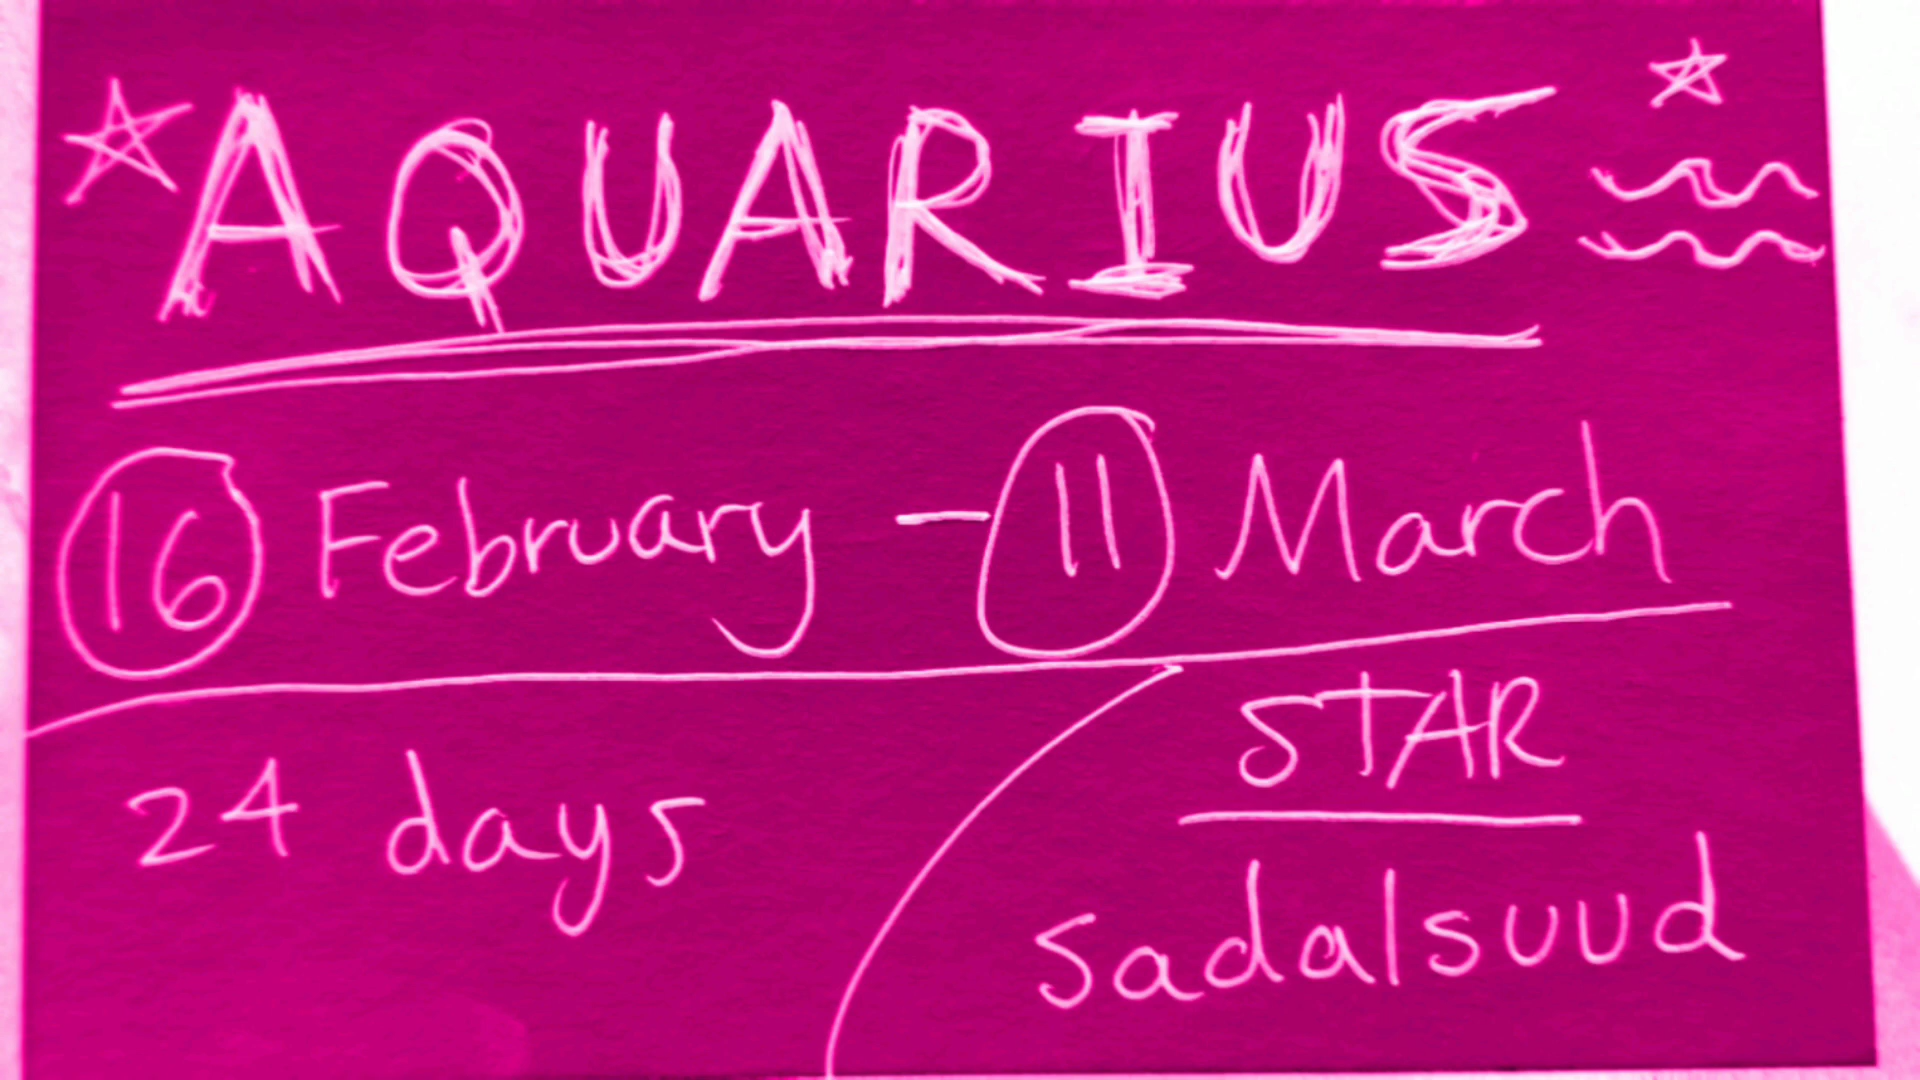 AQUARIUS
16 February - 11 March
24 days
STAR
Sadalsuud